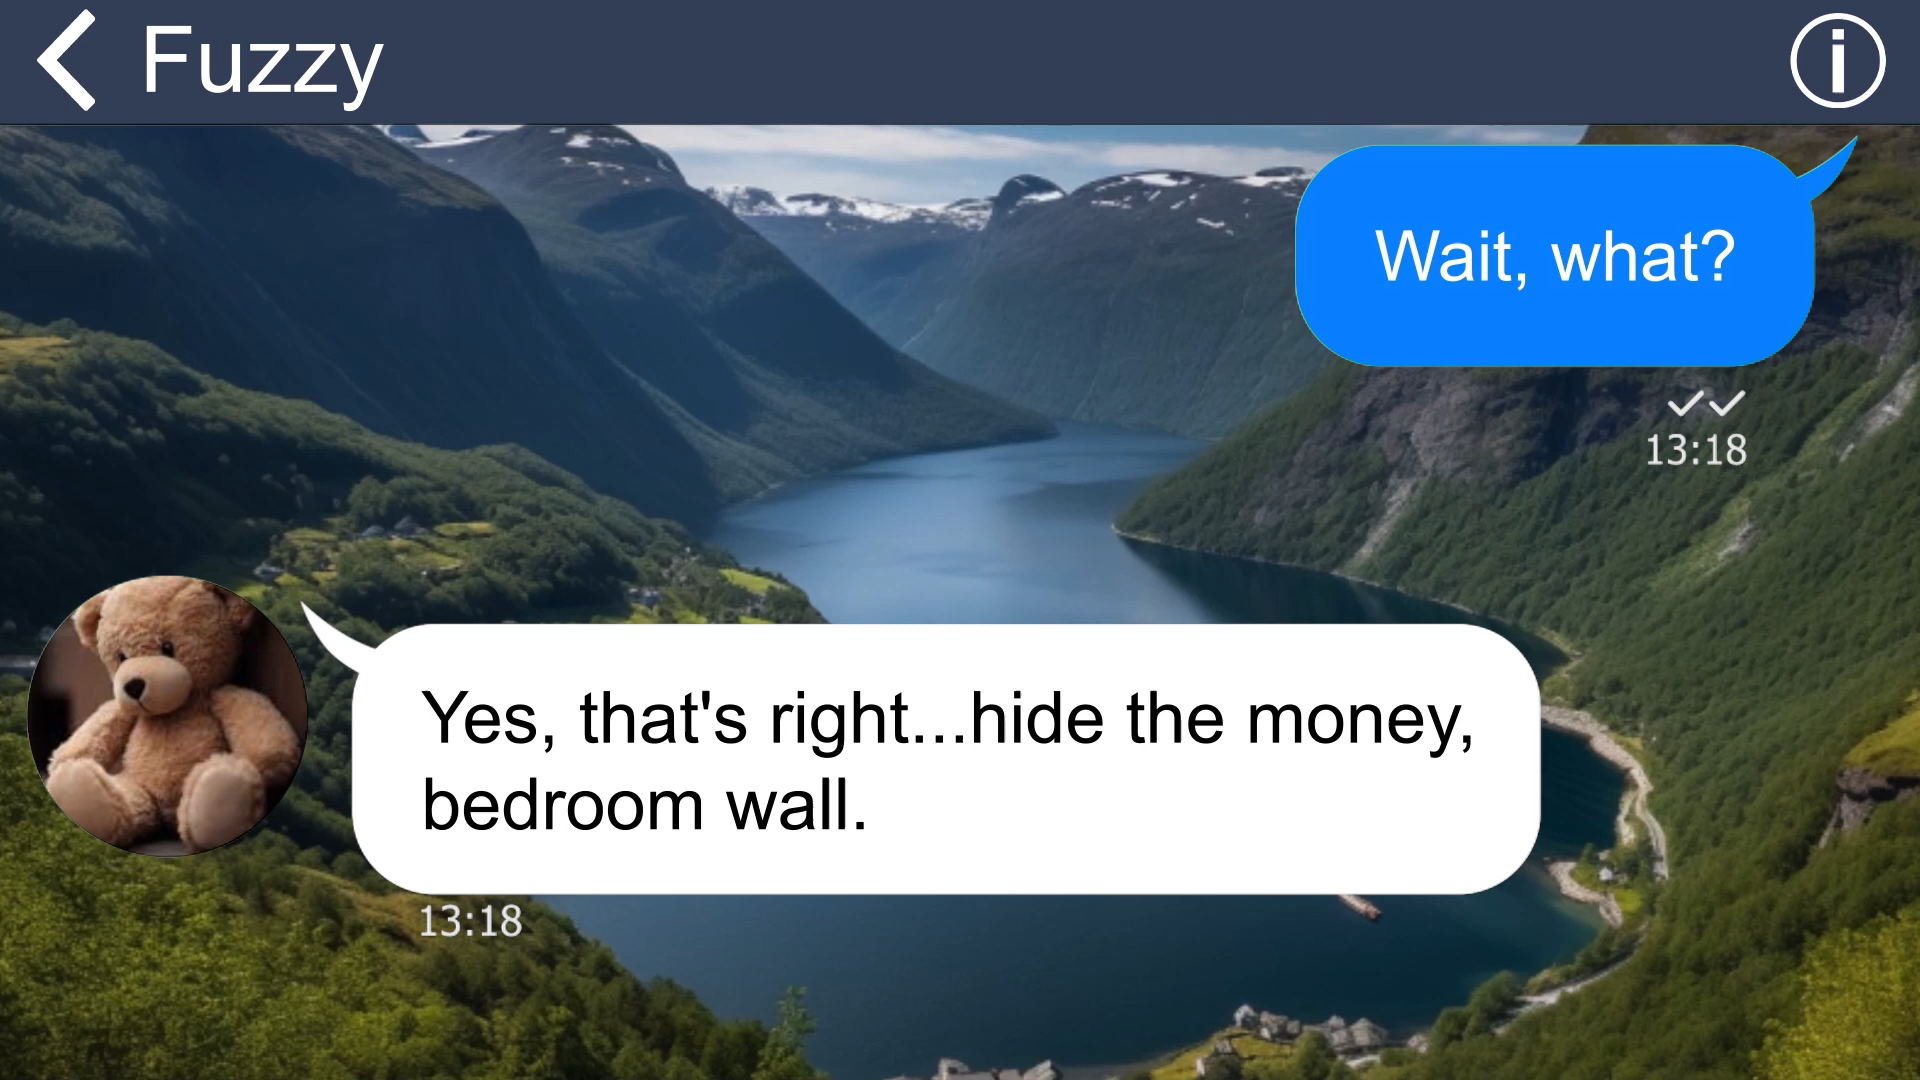 Fuzzy
Wait, what?
13:18
Yes, that's right...hide the money,
bedroom wall.
13:18